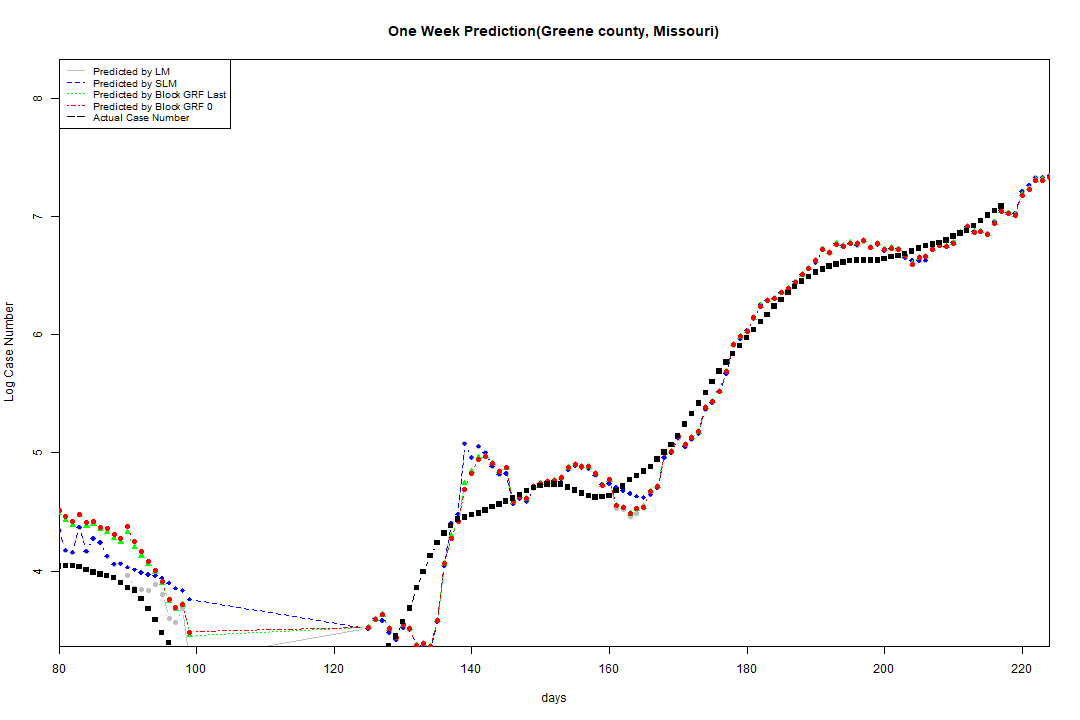 One Week Prediction(Greene county, Missouri)
Predicted by LM
Predicted by SLM
Predicted by Block GRF Last
Predicted by Block GRF 0
Actual Case Number
8
7
6
5
4
Log Case Number
80 100 120 140 160 180 200 220
days